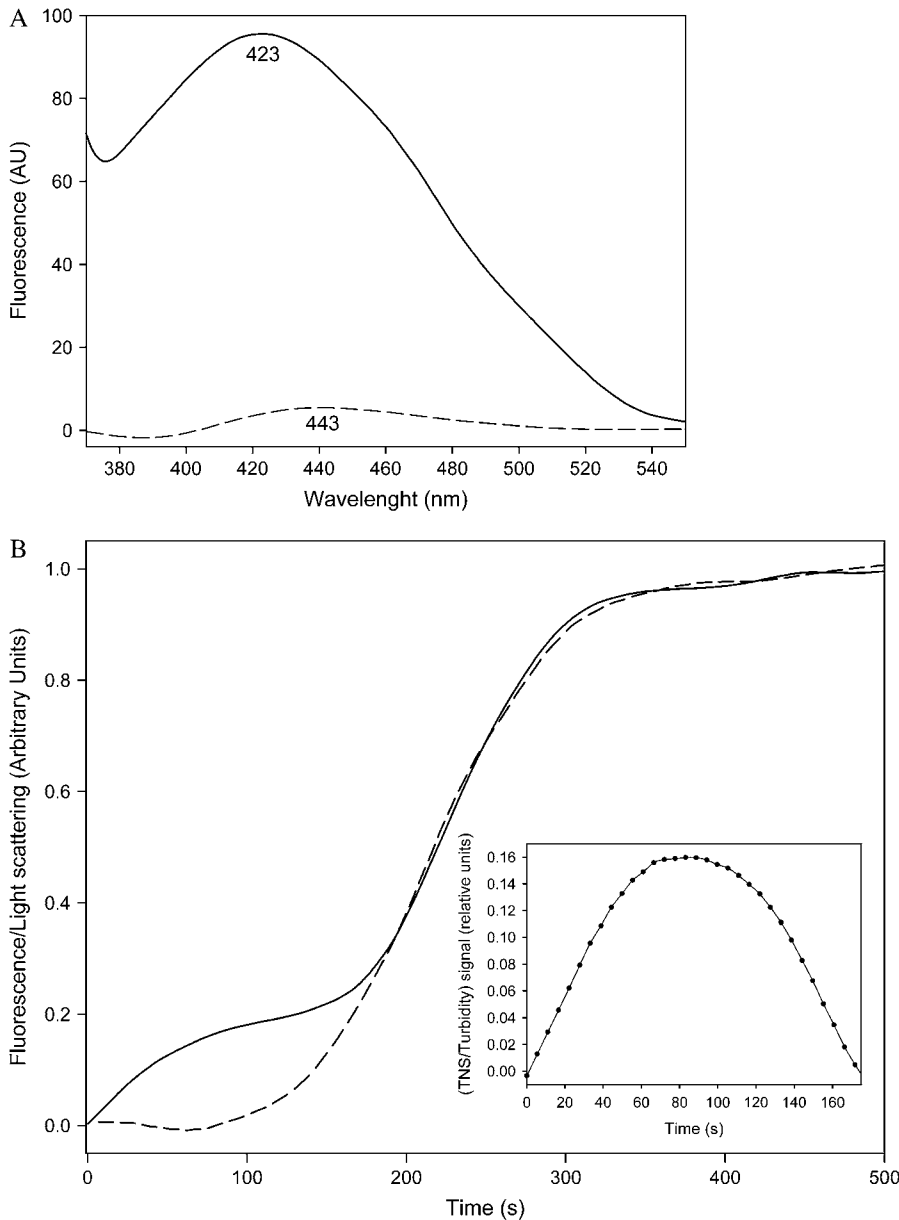 A
100
80
60
40
20
0
Fluorescence (AU)
423
443
380 400 420 440 460 480 500 520 540
Wavelenght (nm)
B
1.0
0.8
0.6
0.4
0.2
0.0
Fluorescence/Light scattering (Arbitrary Units)
0 100 200 300 400 500
Time (s)
(TNS/Turbidity) signal (relative units)
0.16
0.14
0.12
0.10
0.08
0.06
0.04
0.02
0.00
0 20 40 60 80 100 120 140 160
Time (s)